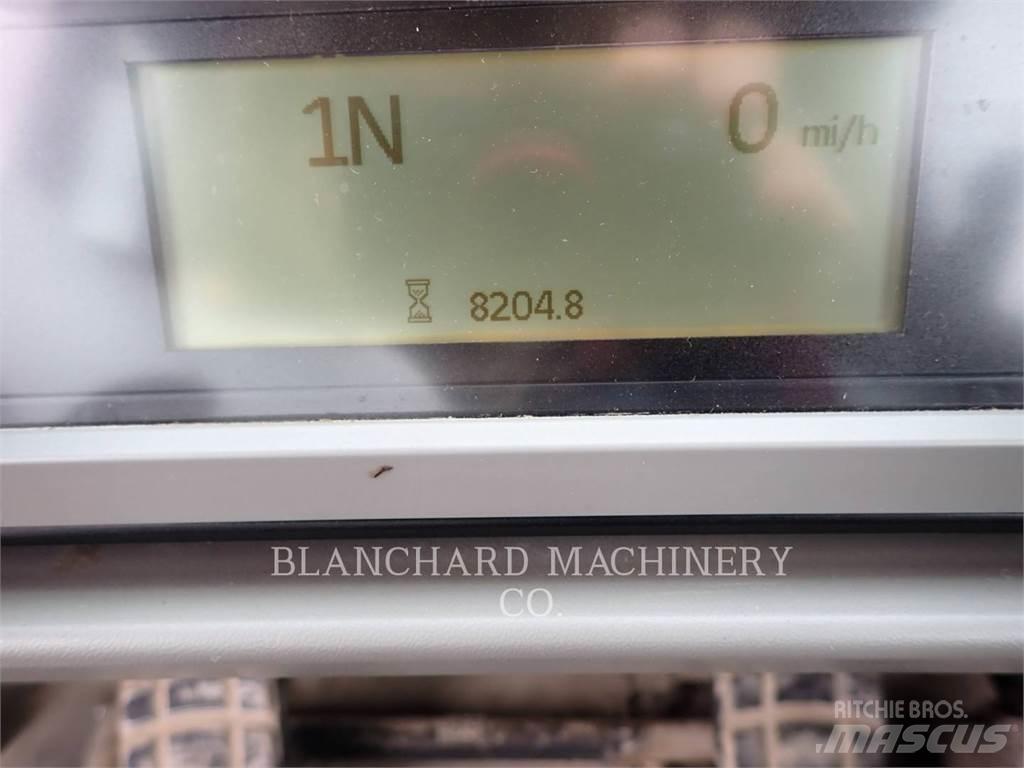 1N 0 mi/h
8204.8
BLANCHARD MACHINERY
CO.
RITCHIE BROS.
MASCUS